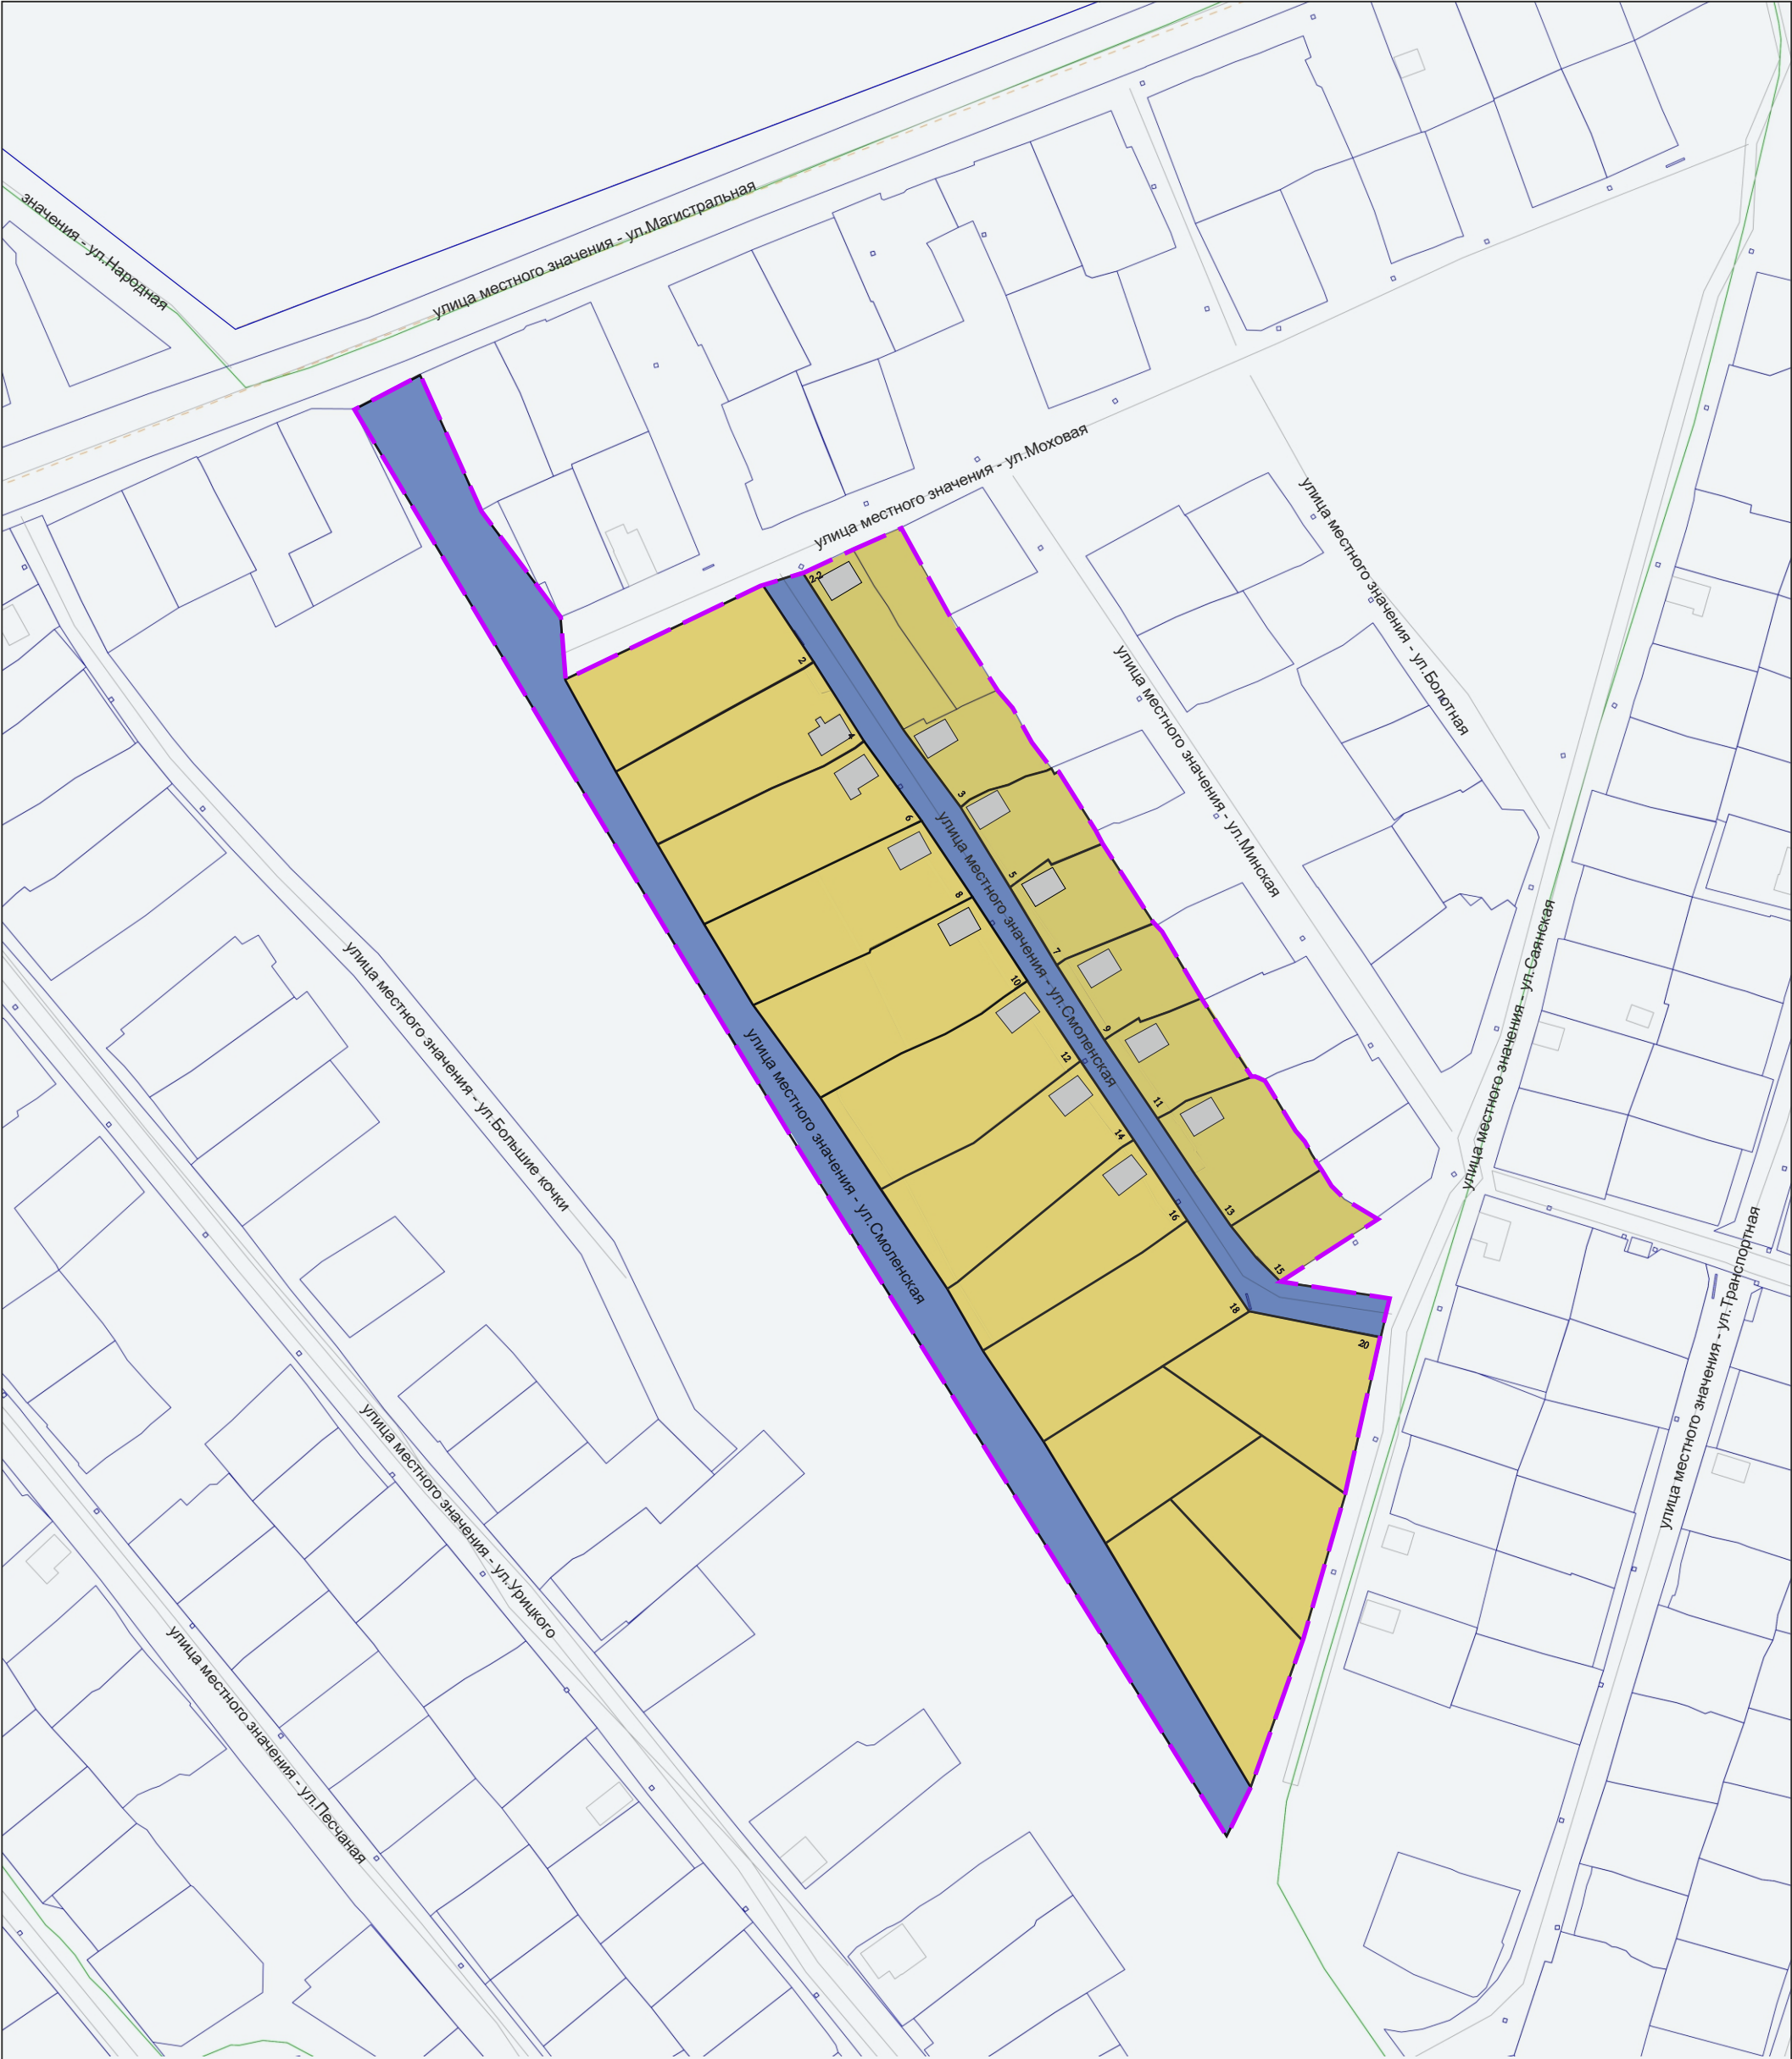 значения - ул.Народная
улица местного значения - ул.Магистральная
улица местного значения - ул.Моховая
улица местного значения - ул.Болотная
улица местного значения - ул.Минская
2-2
2
4
3
6
улица местного значения - ул.Смоленская
5
8
7
10
9
12
11
14
13
16
15
18
20
улица местного значения - ул.Саянская
улица местного значения - ул.Большие кочки
улица местного значения - ул.Смоленская
улица местного значения - ул.Транспортная
улица местного значения - ул.Урицкого
улица местного значения - ул.Песчаная